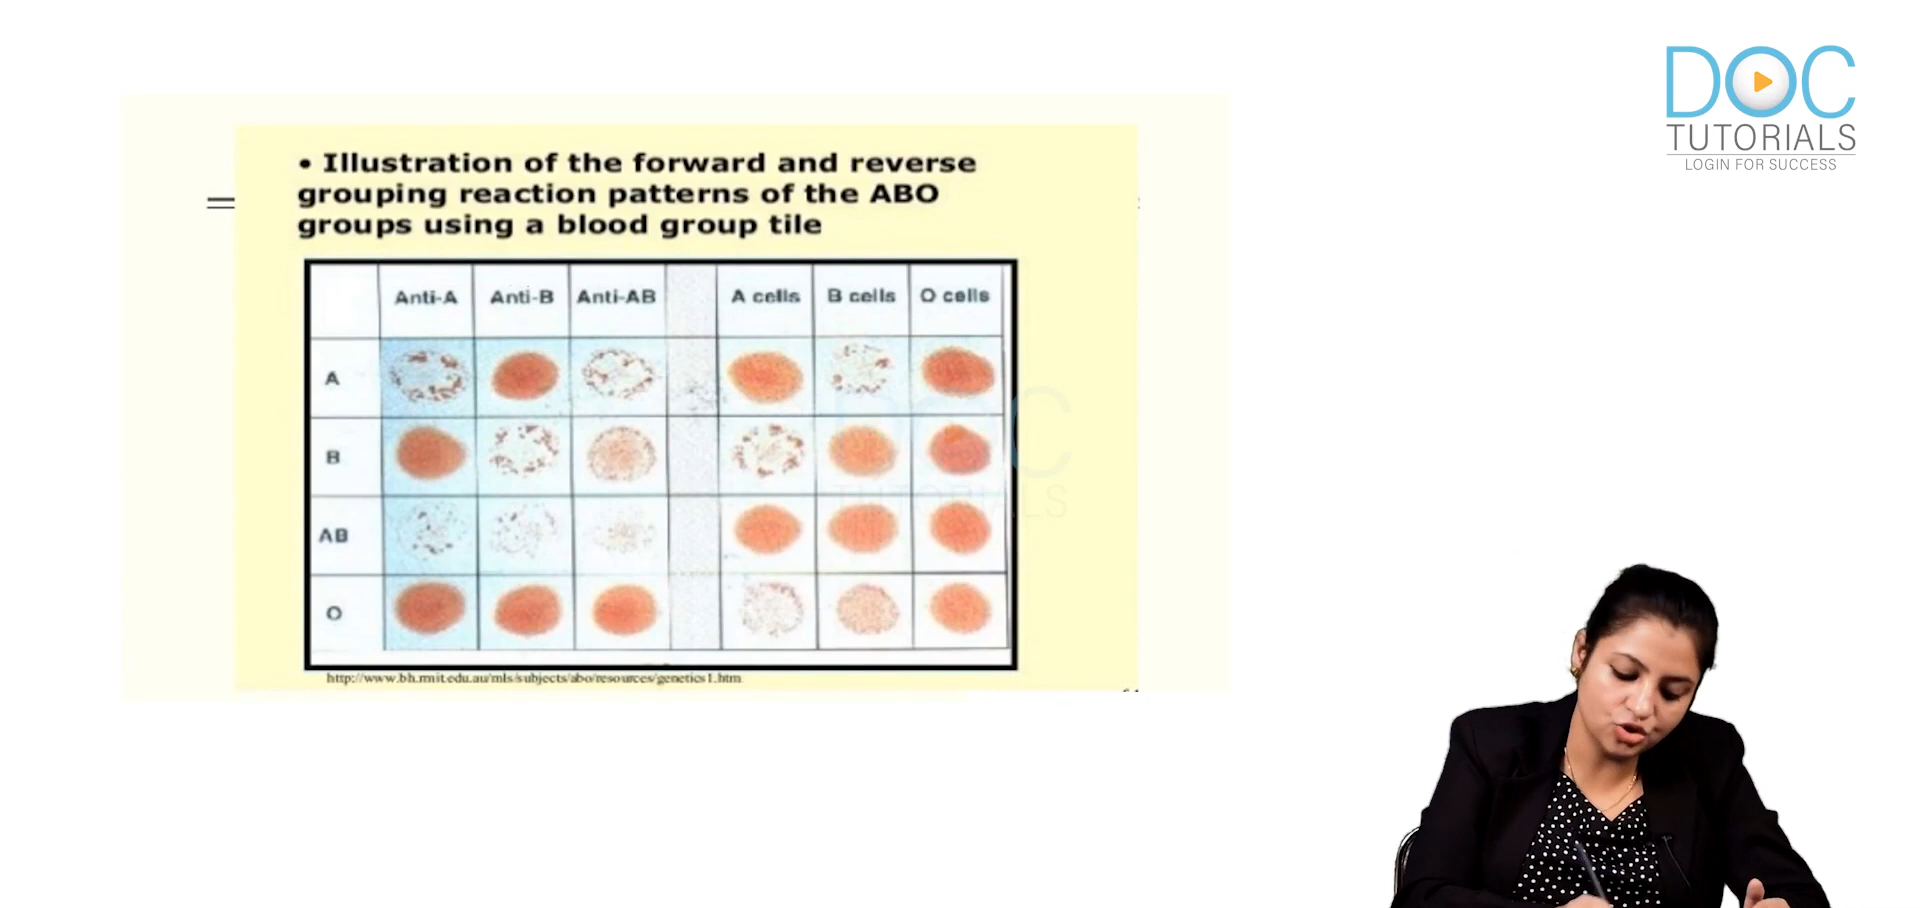 DOC
TUTORIALS
LOGIN FOR SUCCESS
• Illustration of the forward and reverse
grouping reaction patterns of the ABO
groups using a blood group tile
Anti-A Anti-B Anti-AB A cells B cells O cells
A
B
AB
O
DOC
TUTORIALS
http://www.bh.rmit.edu.au/mls/subjects/abo/resources/genetics1.htm